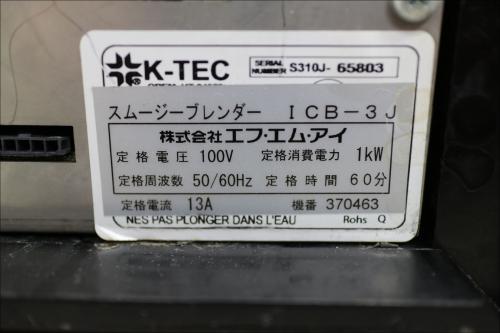 K-TEC
SERIAL NUMBER S310J- 65803
スムージーブレンダー ICB-3J
株式会社エフ・エム・アイ
定格電圧 100V 定格消費電力 1kW
定格周波数 50/60Hz 定格時間 60分
定格電流 13A 機番 370463
NES PAS PLONGER DANS L'EAU Rohs Q